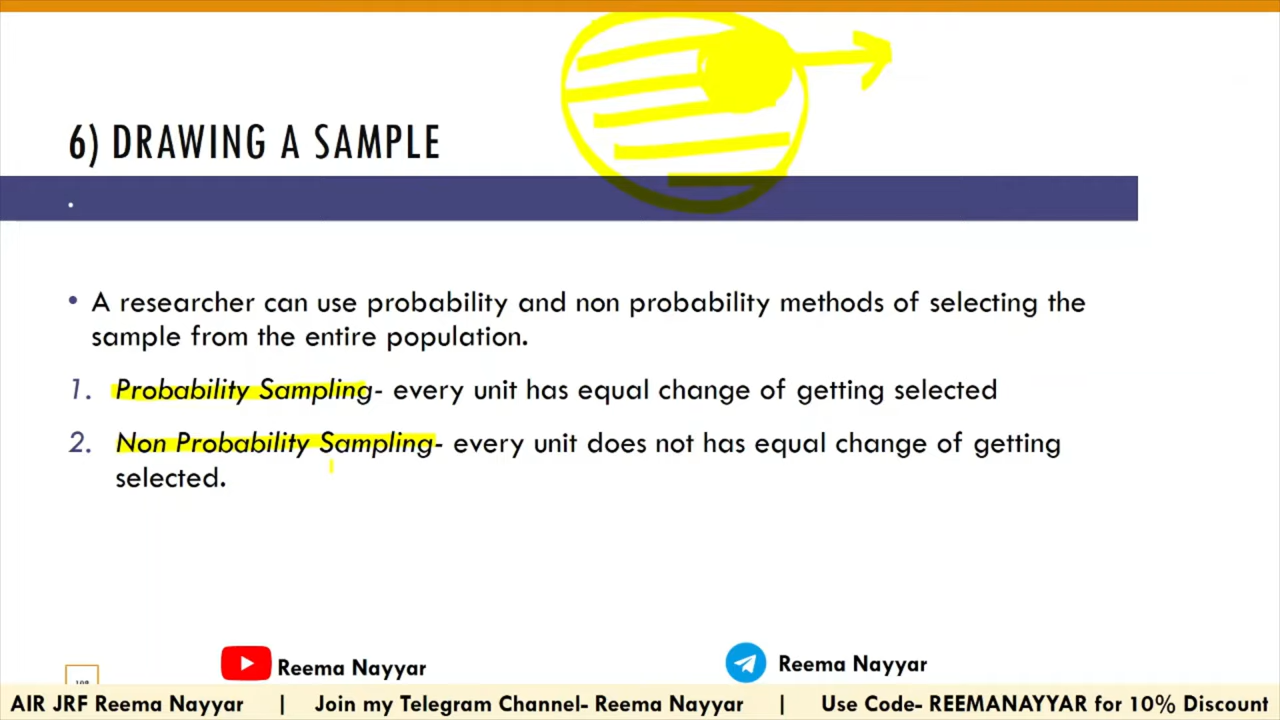 6) DRAWING A SAMPLE
• A researcher can use probability and non probability methods of selecting the
sample from the entire population.
1. Probability Sampling- every unit has equal change of getting selected
2. Non Probability Sampling- every unit does not has equal change of getting
selected.
Reema Nayyar
Reema Nayyar
AIR JRF Reema Nayyar | Join my Telegram Channel- Reema Nayyar | Use Code- REEMANAYYAR for 10% Discount